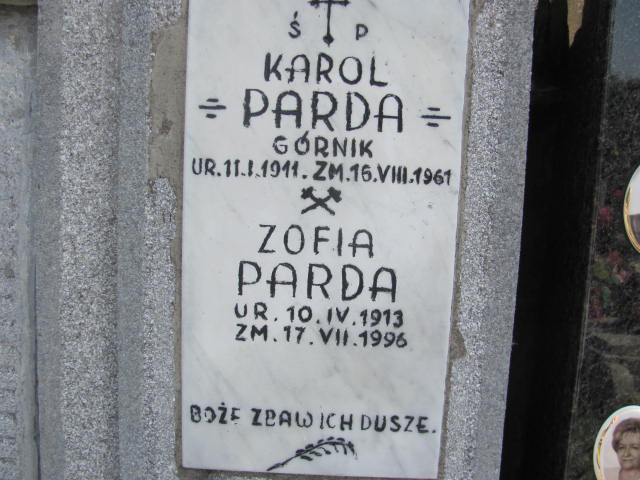 Ś P
KAROL
PARDA
GÓRNIK
UR. 11.I.1911. ZM. 16.VIII.1961
ZOFIA
PARDA
UR. 10.IV.1913
ZM. 17.VII.1996
BOŻE ZBAW ICH DUSZE.